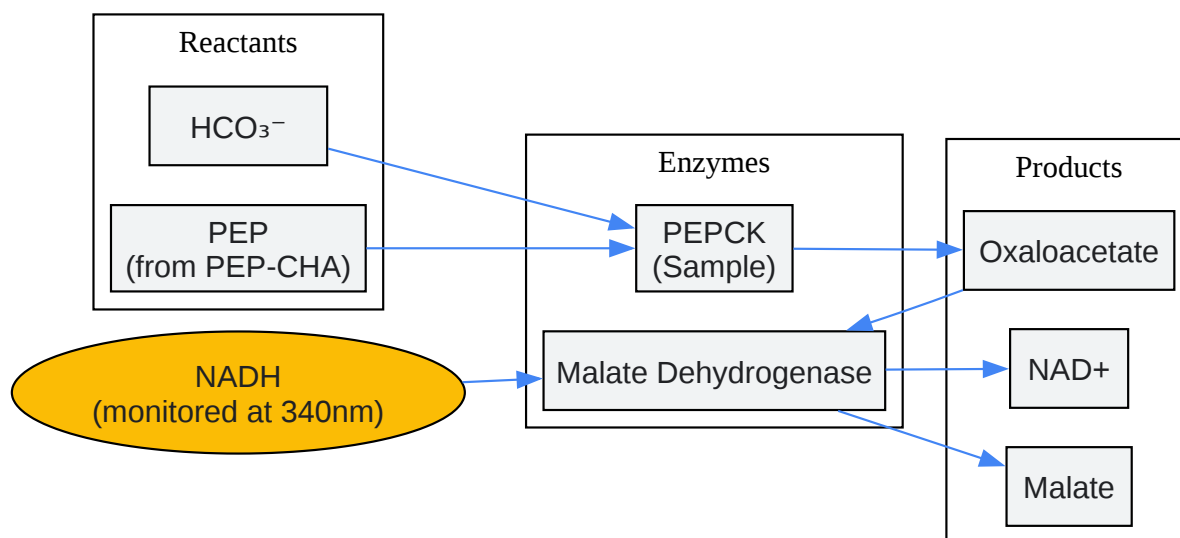 Reactants
HCO₃⁻
PEP
(from PEP-CHA)
NADH
(monitored at 340nm)
Enzymes
PEPCK
(Sample)
Malate Dehydrogenase
Products
Oxaloacetate
NAD+
Malate